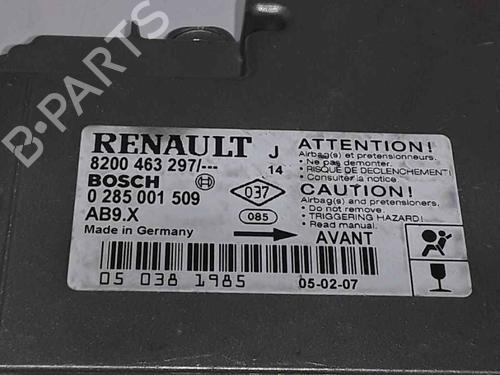 B-PARTS
RENAULT J
8200 463 297/---
14
BOSCH
0 285 001 509
037
AB9.X
085
Made in Germany
AVANT
05 038 1985
05-02-07
ATTENTION!
Airbag(s) et pretensionneurs.
• Ne pas demonter.
• RISQUE DE DECLENCHEMENT!
• Consulter la notice.
CAUTION!
Airbag(s) and pretensioners.
• Do not remove.
• TRIGGERING HAZARD!
• Read manual.